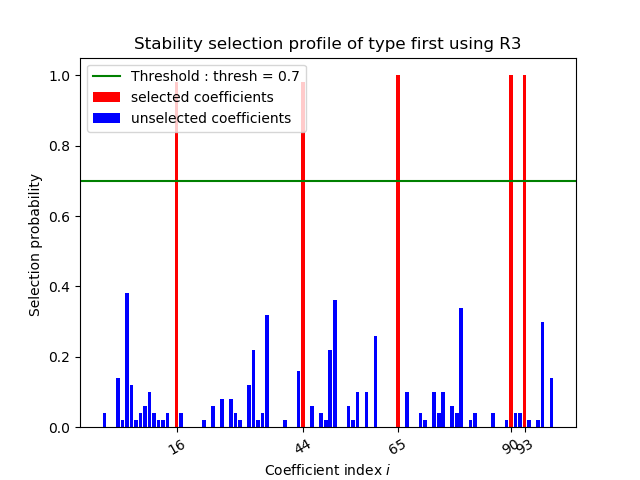 Stability selection profile of type first using R3
Threshold : thresh = 0.7
selected coefficients
unselected coefficients
Selection probability
1.0
0.8
0.6
0.4
0.2
0.0
16
44
65
90
93
Coefficient index i